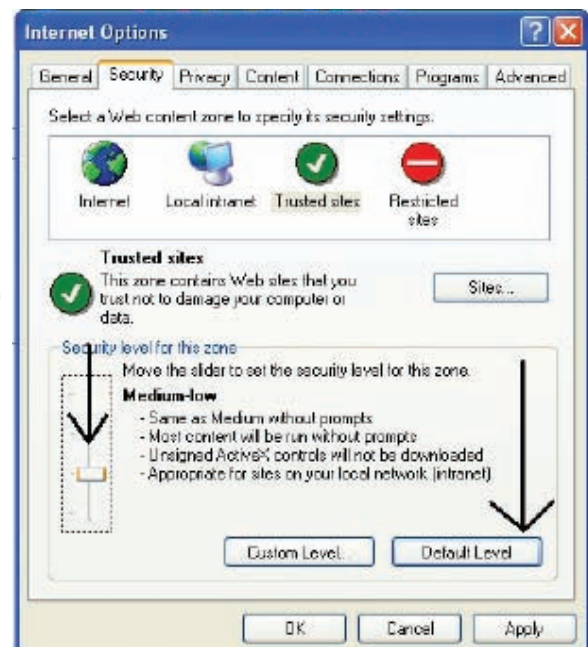 Internet Options
General Security Privacy Content Connections Programs Advanced
Select a Web content zone to specify its security settings.
Internet Local intranet Trusted sites Restricted
sites
Trusted sites
This zone contains Web sites that you
trust not to damage your computer or
data.
Sites...
Security level for this zone
Move the slider to set the security level for this zone.
Medium-low
- Same as Medium without prompts
- Most content will be run without prompts
- Unsigned ActiveX controls will not be downloaded
- Appropriate for sites on your local network (intranet)
Custom Level... Default Level
OK Cancel Apply